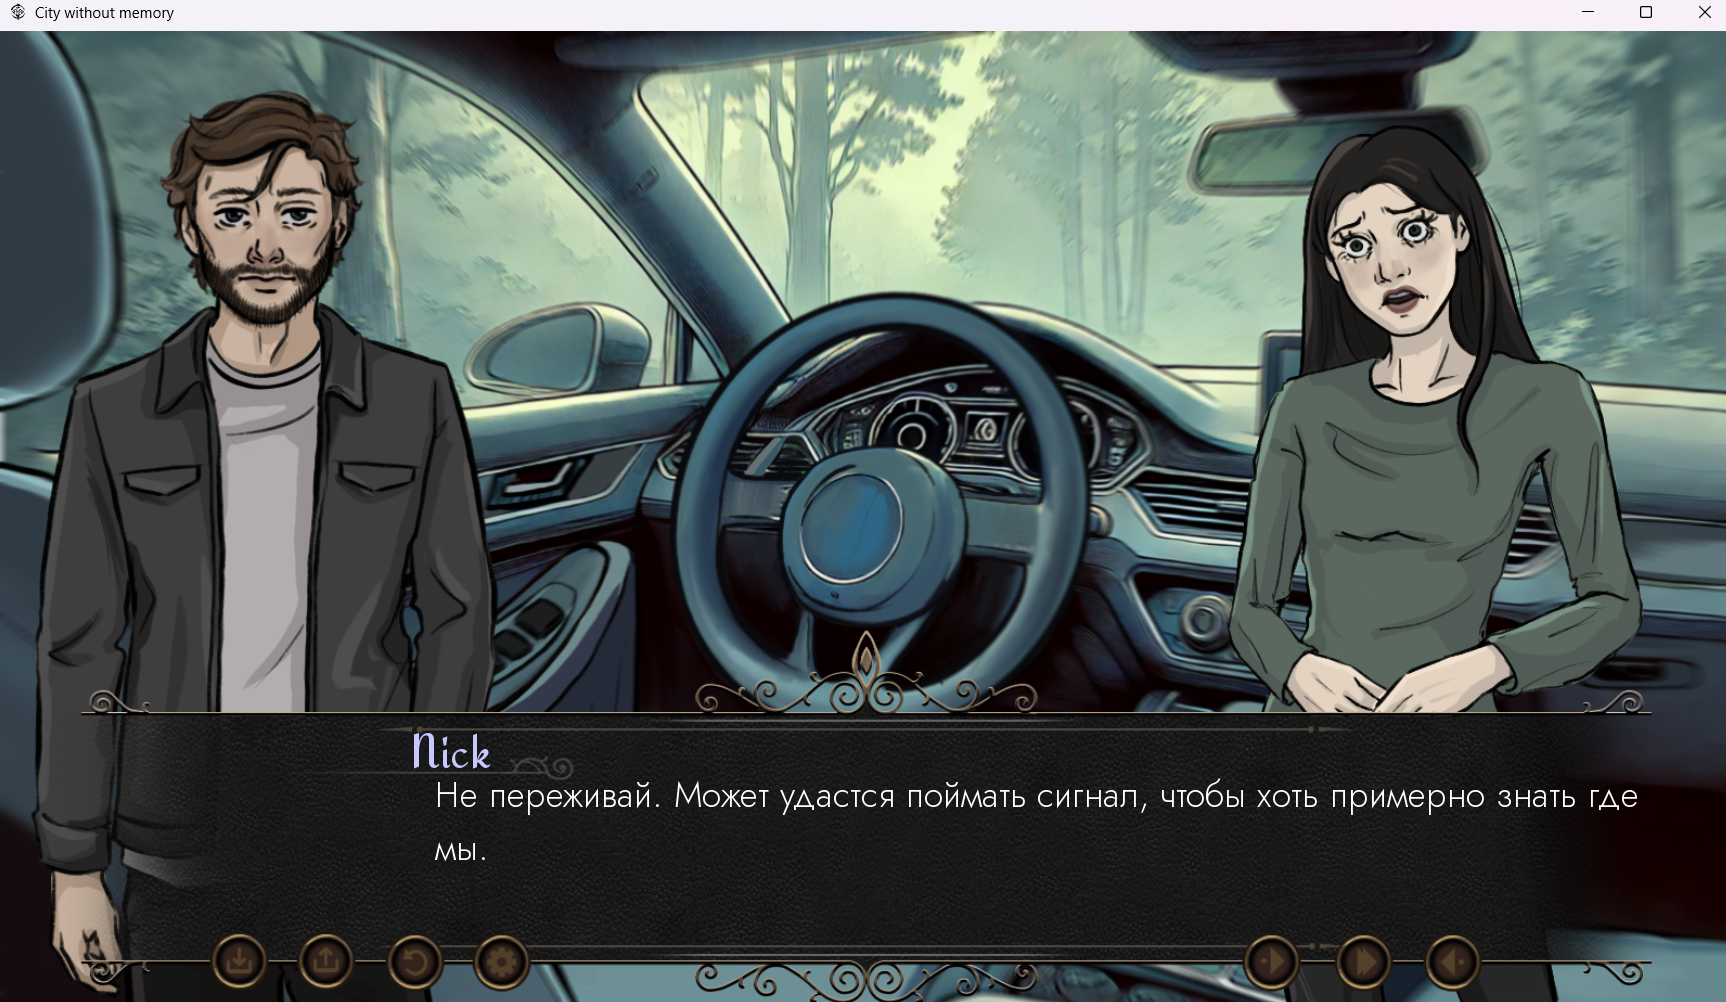 City without memory
Nick
Не переживай. Может удастся поймать сигнал, чтобы хоть примерно знать где
мы.